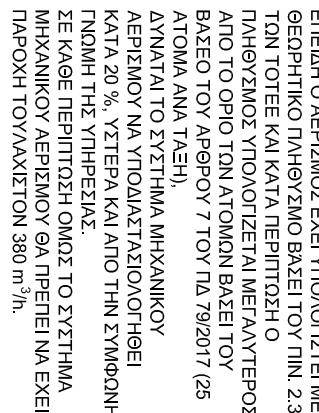 ΕΠΕΙΔΗ Ο ΑΕΡΙΣΜΟΣ ΕΧΕΙ ΥΠΟΛΟΓΙΣΤΕΙ ΜΕ
ΘΕΩΡΗΤΙΚΟ ΠΛΗΘΥΣΜΟ ΒΆΣΕΙ ΤΟΥ ΠΙΝ. 2.3
ΤΩΝ ΤΟΤΕΕ ΚΑΙ ΚΑΤΑ ΠΕΡΙΠΤΩΣΗ Ο
ΠΛΗΘΥΣΜΟΣ ΥΠΟΛΟΓΙΖΕΤΑΙ ΜΕΓΑΛΥΤΕΡΟΣ
ΑΠΟ ΤΟ ΟΡΙΟ ΤΩΝ ΑΤΟΜΩΝ ΒΑΣΕΙ ΤΟΥ
ΒΑΣΕΟ ΤΟΥ ΑΡΘΡΟΥ 7 ΤΟΥ ΠΔ 79/2017 (25
ΑΤΟΜΑ ΑΝΑ ΤΑΞΗ),
ΔΥΝΑΤΑΙ ΤΟ ΣΥΣΤΗΜΑ ΜΗΧΑΝΙΚΟΥ
ΑΕΡΙΣΜΟΥ ΝΑ ΥΠΟΔΙΑΣΤΑΣΙΟΛΟΓΗΘΕΙ
ΚΑΤΑ 20 %, ΥΣΤΕΡΑ ΚΑΙ ΑΠΟ ΤΗΝ ΣΥΜΦΩΝΗ
ΓΝΩΜΗ ΤΗΣ ΥΠΗΡΕΣΙΑΣ.
ΣΕ ΚΑΘΕ ΠΕΡΙΠΤΩΣΗ ΟΜΩΣ ΤΟ ΣΥΣΤΗΜΑ
ΜΗΧΑΝΙΚΟΥ ΑΕΡΙΣΜΟΥ ΘΑ ΠΡΕΠΕΙ ΝΑ ΕΧΕΙ
ΠΑΡΟΧΗ ΤΟΥΛΑΧΙΣΤΟΝ 380 m³/h.